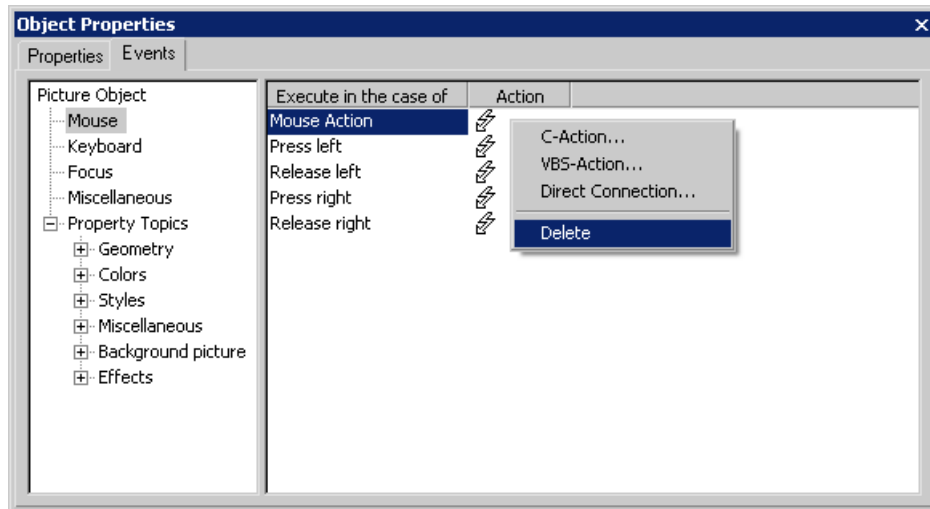 Object Properties
Properties Events
Picture Object
Mouse
Keyboard
Focus
Miscellaneous
Property Topics
Geometry
Colors
Styles
Miscellaneous
Background picture
Effects
Execute in the case of Action
Mouse Action
Press left
Release left
Press right
Release right
C-Action...
VBS-Action...
Direct Connection...
Delete